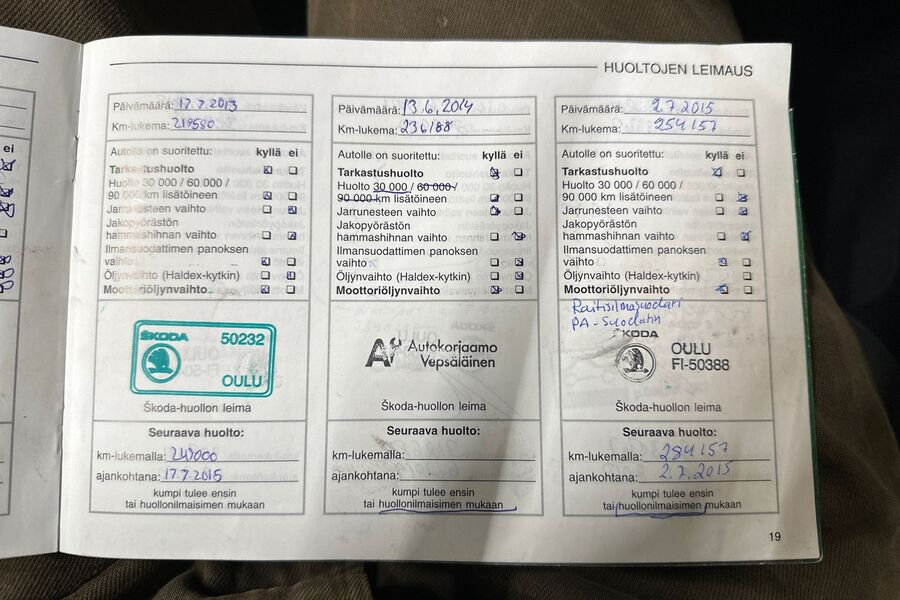 HUOLTOJEN LEIMAUS
Päivämäärä: 17.7.2013
Km-lukema: 219580
Autolle on suoritettu: kyllä ei
Tarkastushuolto
Huolto 30 000 / 60 000 /
90 000 km lisätöineen
Jarrunesteen vaihto
Jakopyörästön
hammashihnan vaihto
Ilmansuodattimen panoksen
vaihto
Öljynvaihto (Haldex-kytkin)
Moottoriöljynvaihto
ŠKODA 50232
OULU
Škoda-huollon leima
Seuraava huolto:
km-lukemalla: 249000
ajankohtana: 17.7.2015
kumpi tulee ensin
tai huollonilmaisimen mukaan
Päivämäärä: 13.6.2014
Km-lukema: 236188
Autolle on suoritettu: kyllä ei
Tarkastushuolto
Huolto 30 000 / 60 000 /
90 000 km lisätöineen
Jarrunesteen vaihto
Jakopyörästön
hammashihnan vaihto
Ilmansuodattimen panoksen
vaihto
Öljynvaihto (Haldex-kytkin)
Moottoriöljynvaihto
Autokorjaamo
Vepsäläinen
Škoda-huollon leima
Seuraava huolto:
km-lukemalla:
ajankohtana:
kumpi tulee ensin
tai huollonilmaisimen mukaan
Päivämäärä: 2.7.2015
Km-lukema: 254157
Autolle on suoritettu: kyllä ei
Tarkastushuolto
Huolto 30 000 / 60 000 /
90 000 km lisätöineen
Jarrunesteen vaihto
Jakopyörästön
hammashihnan vaihto
Ilmansuodattimen panoksen
vaihto
Öljynvaihto (Haldex-kytkin)
Moottoriöljynvaihto
Raitisilmasuodari
PA-suodatin
ŠKODA
OULU
FI-50388
Škoda-huollon leima
Seuraava huolto:
km-lukemalla: 284157
ajankohtana: 2.7.2015
kumpi tulee ensin
tai huollonilmaisimen mukaan
19
ei